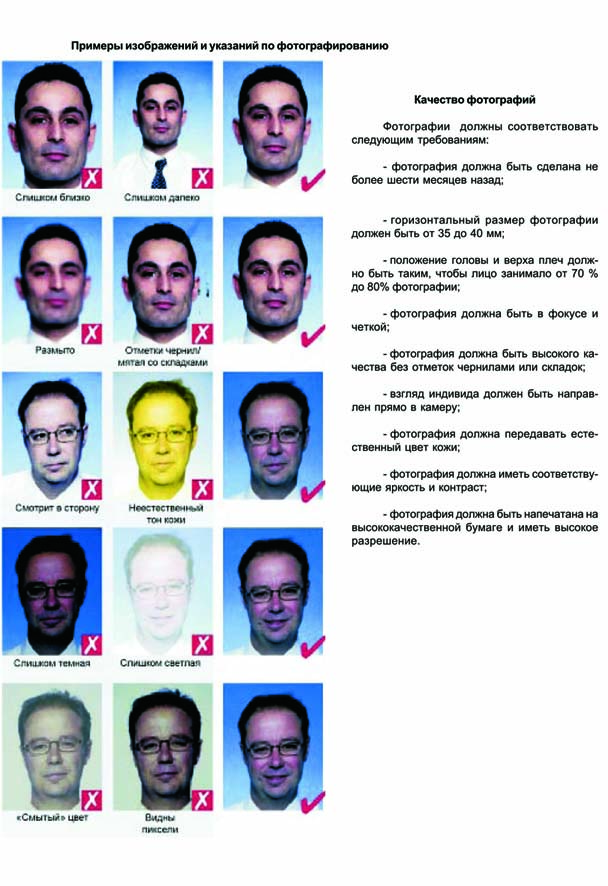 Примеры изображений и указаний по фотографированию
Слишком близко
Слишком далеко
Размыто
Отметки чернил/
мятая со складками
Смотрит в сторону
Неестественный
тон кожи
Слишком темная
Слишком светлая
«Смытый» цвет
Видны
пиксели
Качество фотографий
Фотографии должны соответствовать
следующим требованиям:
- фотография должна быть сделана не
более шести месяцев назад;
- горизонтальный размер фотографии
должен быть от 35 до 40 мм;
- положение головы и верха плеч долж-
но быть таким, чтобы лицо занимало от 70 %
до 80% фотографии;
- фотография должна быть в фокусе и
четкой;
- фотография должна быть высокого ка-
чества без отметок чернилами или складок;
- взгляд индивида должен быть направ-
лен прямо в камеру;
- фотография должна передавать есте-
ственный цвет кожи;
- фотография должна иметь соответству-
ющие яркость и контраст;
- фотография должна быть напечатана на
высококачественной бумаге и иметь высокое
разрешение.